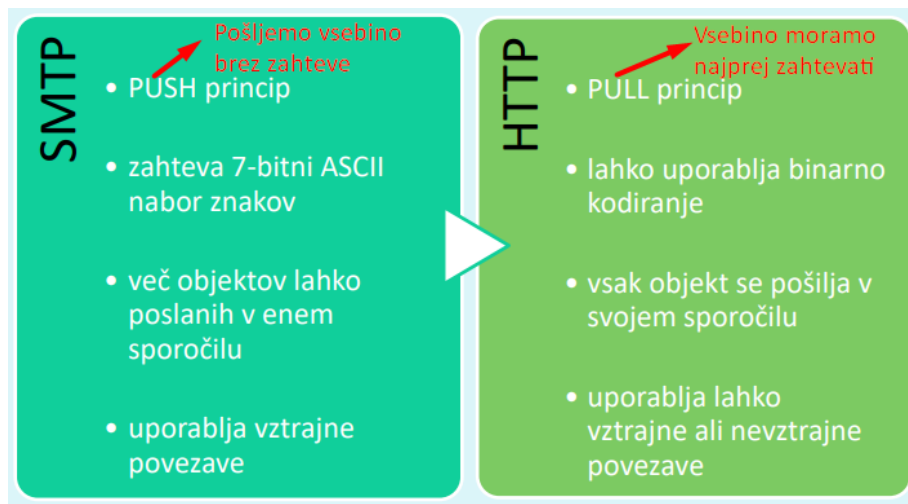 SMTP
Pošljemo vsebino
brez zahteve
• PUSH princip
• zahteva 7-bitni ASCII
nabor znakov
• več objektov lahko
poslanih v enem
sporočilu
• uporablja vztrajne
povezave
HTTP
Vsebino moramo
najprej zahtevati
• PULL princip
• lahko uporablja binarno
kodiranje
• vsak objekt se pošilja v
svojem sporočilu
• uporablja lahko
vztrajne ali nevztrajne
povezave